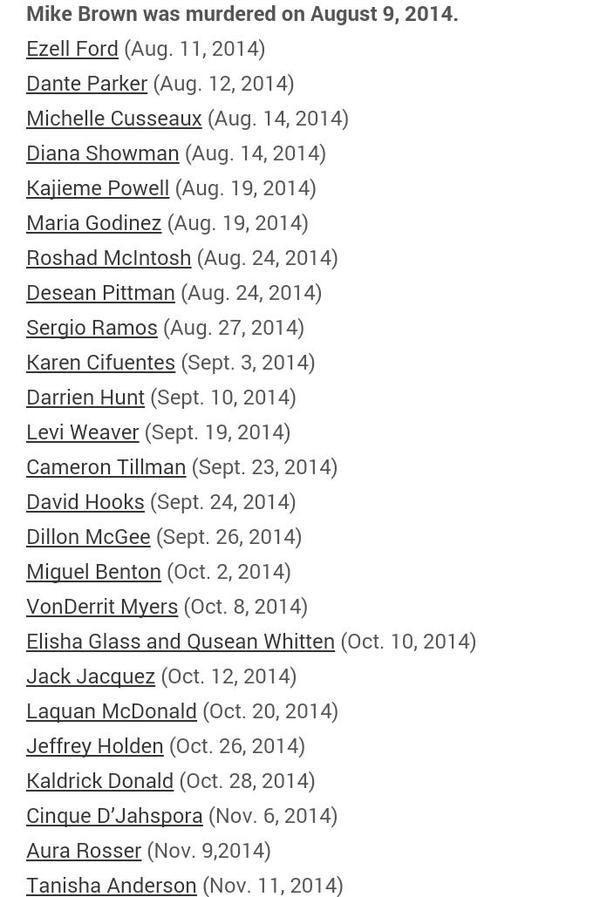 Mike Brown was murdered on August 9, 2014.
Ezell Ford (Aug. 11, 2014)
Dante Parker (Aug. 12, 2014)
Michelle Cusseaux (Aug. 14, 2014)
Diana Showman (Aug. 14, 2014)
Kajieme Powell (Aug. 19, 2014)
Maria Godinez (Aug. 19, 2014)
Roshad McIntosh (Aug. 24, 2014)
Desean Pittman (Aug. 24, 2014)
Sergio Ramos (Aug. 27, 2014)
Karen Cifuentes (Sept. 3, 2014)
Darrien Hunt (Sept. 10, 2014)
Levi Weaver (Sept. 19, 2014)
Cameron Tillman (Sept. 23, 2014)
David Hooks (Sept. 24, 2014)
Dillon McGee (Sept. 26, 2014)
Miguel Benton (Oct. 2, 2014)
VonDerrit Myers (Oct. 8, 2014)
Elisha Glass and Qusean Whitten (Oct. 10, 2014)
Jack Jacquez (Oct. 12, 2014)
Laquan McDonald (Oct. 20, 2014)
Jeffrey Holden (Oct. 26, 2014)
Kaldrick Donald (Oct. 28, 2014)
Cinque D’Jahspora (Nov. 6, 2014)
Aura Rosser (Nov. 9,2014)
Tanisha Anderson (Nov. 11, 2014)